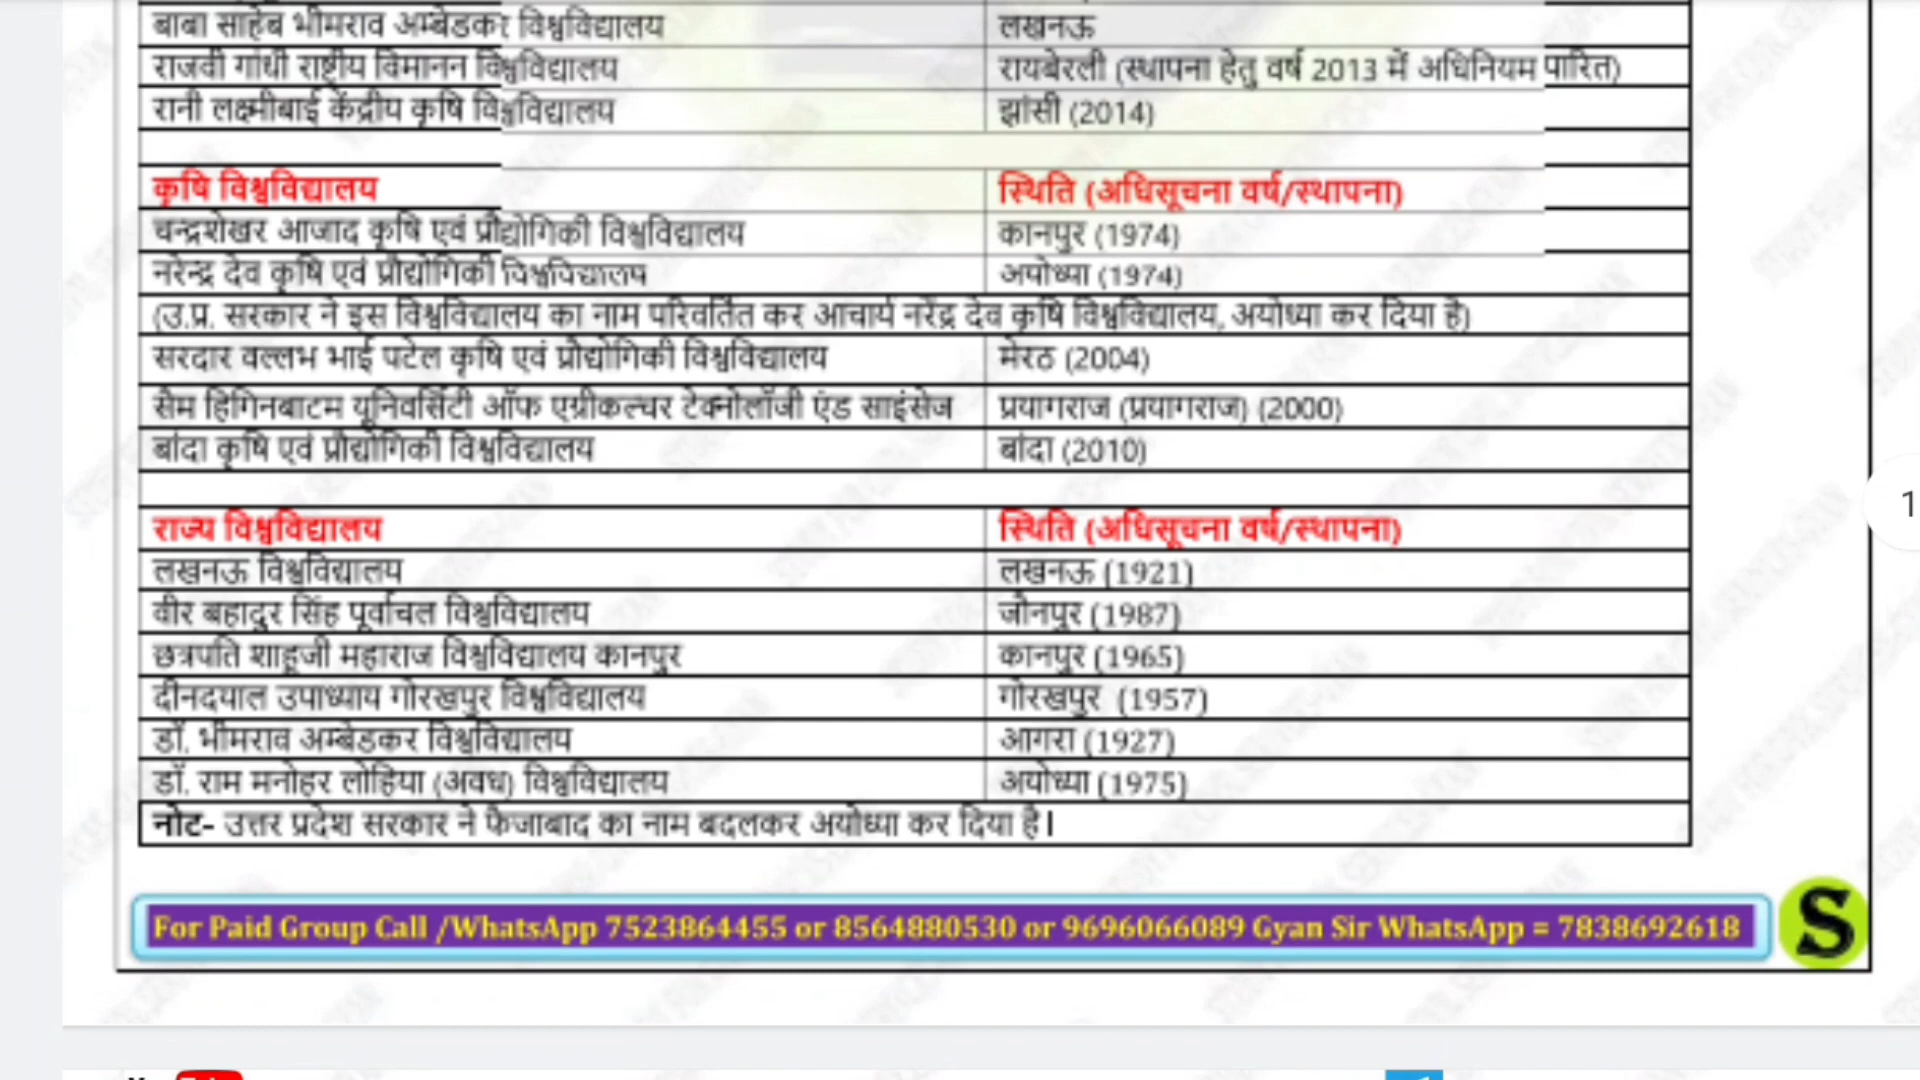 बाबा साहेब भीमराव अम्बेडकर विश्वविद्यालय लखनऊ
राजवी गांधी राष्ट्रीय विमानन विश्वविद्यालय रायबेरली (स्थापना हेतु वर्ष 2013 में अधिनियम पारित)
रानी लक्ष्मीबाई केंद्रीय कृषि विश्वविद्यालय झांसी (2014)
कृषि विश्वविद्यालय स्थिति (अधिसूचना वर्ष/स्थापना)
चन्द्रशेखर आजाद कृषि एवं प्रौद्योगिकी विश्वविद्यालय कानपुर (1974)
नरेन्द्र देव कृषि एवं प्रौद्योगिकी विश्वविद्यालय अयोध्या (1974)
(उ.प्र. सरकार ने इस विश्वविद्यालय का नाम परिवर्तित कर आचार्य नरेंद्र देव कृषि विश्वविद्यालय, अयोध्या कर दिया है)
सरदार वल्लभ भाई पटेल कृषि एवं प्रौद्योगिकी विश्वविद्यालय मेरठ (2004)
सैम हिगिनबाटम यूनिवर्सिटी ऑफ एग्रीकल्चर टेक्नोलॉजी एंड साइंसेज प्रयागराज (प्रयागराज) (2000)
बांदा कृषि एवं प्रौद्योगिकी विश्वविद्यालय बांदा (2010)
राज्य विश्वविद्यालय स्थिति (अधिसूचना वर्ष/स्थापना)
लखनऊ विश्वविद्यालय लखनऊ (1921)
वीर बहादुर सिंह पूर्वांचल विश्वविद्यालय जौनपुर (1987)
छत्रपति शाहूजी महाराज विश्वविद्यालय कानपुर कानपुर (1965)
दीनदयाल उपाध्याय गोरखपुर विश्वविद्यालय गोरखपुर (1957)
डॉ. भीमराव अम्बेडकर विश्वविद्यालय आगरा (1927)
डॉ. राम मनोहर लोहिया (अवध) विश्वविद्यालय अयोध्या (1975)
नोट- उत्तर प्रदेश सरकार ने फैजाबाद का नाम बदलकर अयोध्या कर दिया है।
For Paid Group Call /WhatsApp 7523864455 or 8564880530 or 9696066089 Gyan Sir WhatsApp = 7838692618
S
1